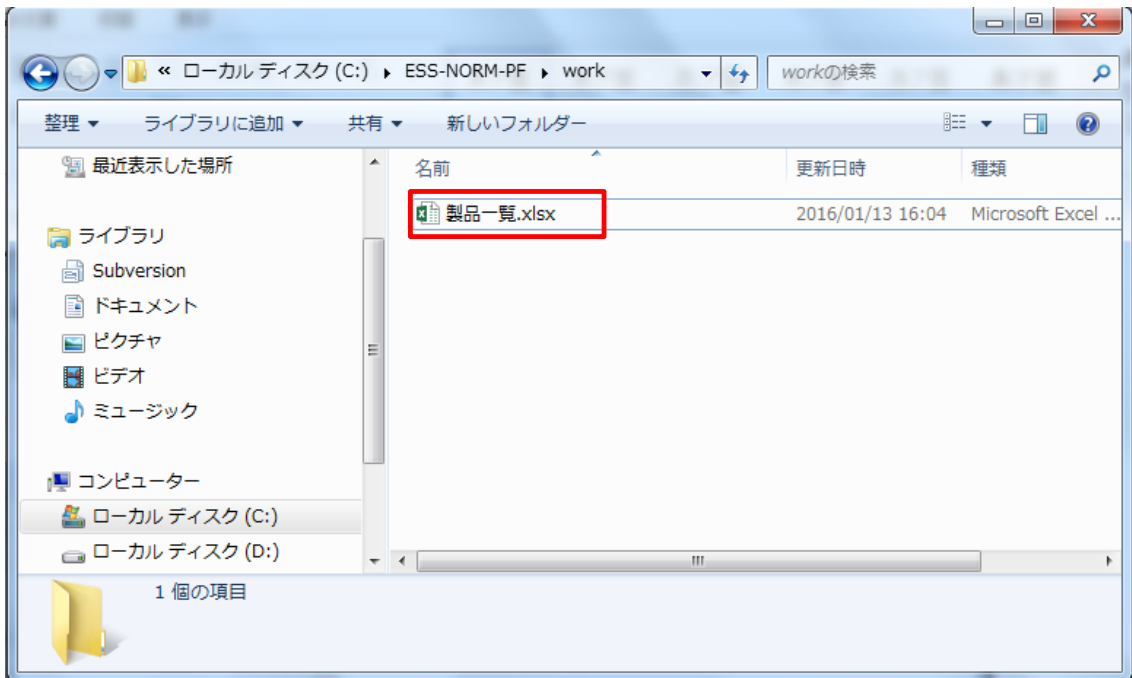 « ローカル ディスク (C:) ▸ ESS-NORM-PF ▸ work
workの検索
整理 ライブラリに追加 共有 新しいフォルダー
最近表示した場所
ライブラリ
Subversion
ドキュメント
ピクチャ
ビデオ
ミュージック
コンピューター
ローカル ディスク (C:)
ローカル ディスク (D:)
名前 更新日時 種類
製品一覧.xlsx 2016/01/13 16:04 Microsoft Excel ...
1 個の項目